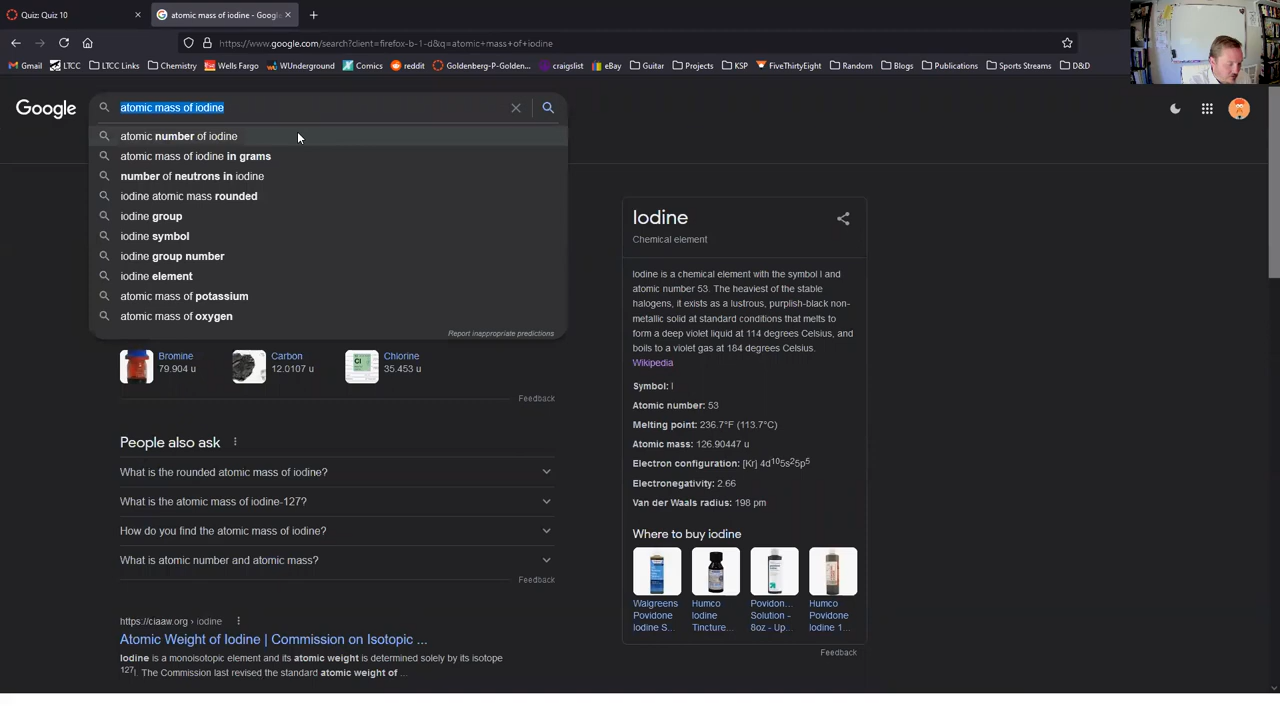 Quiz: Quiz 10
atomic mass of iodine - Google
https://www.google.com/search?client=firefox-b-1-d&q=atomic+mass+of+iodine
Gmail LTCC LTCC Links Chemistry Wells Fargo WUnderground Comics reddit Goldenberg-P-Golden... craigslist eBay Guitar Projects KSP FiveThirtyEight Random Blogs Publications Sports Streams D&D
Google
atomic mass of iodine
atomic number of iodine
atomic mass of iodine in grams
number of neutrons in iodine
iodine atomic mass rounded
iodine group
iodine symbol
iodine group number
iodine element
atomic mass of potassium
atomic mass of oxygen
Report inappropriate predictions
Bromine
79.904 u
Carbon
12.0107 u
Chlorine
35.453 u
Feedback
People also ask
What is the rounded atomic mass of iodine?
What is the atomic mass of iodine-127?
How do you find the atomic mass of iodine?
What is atomic number and atomic mass?
Feedback
https://ciaaw.org › iodine
Atomic Weight of Iodine | Commission on Isotopic ...
Iodine is a monoisotopic element and its atomic weight is determined solely by its isotope
127I. The Commission last revised the standard atomic weight of ...
Iodine
Chemical element
Iodine is a chemical element with the symbol I and
atomic number 53. The heaviest of the stable
halogens, it exists as a lustrous, purplish-black non-
metallic solid at standard conditions that melts to
form a deep violet liquid at 114 degrees Celsius, and
boils to a violet gas at 184 degrees Celsius.
Wikipedia
Symbol: I
Atomic number: 53
Melting point: 236.7°F (113.7°C)
Atomic mass: 126.90447 u
Electron configuration: [Kr] 4d¹⁰5s²5p⁵
Electronegativity: 2.66
Van der Waals radius: 198 pm
Where to buy iodine
Walgreens
Povidone
Iodine S...
Humco
Iodine
Tincture...
Povidon...
Solution -
8oz - Up...
Humco
Povidone
Iodine 1...
Feedback